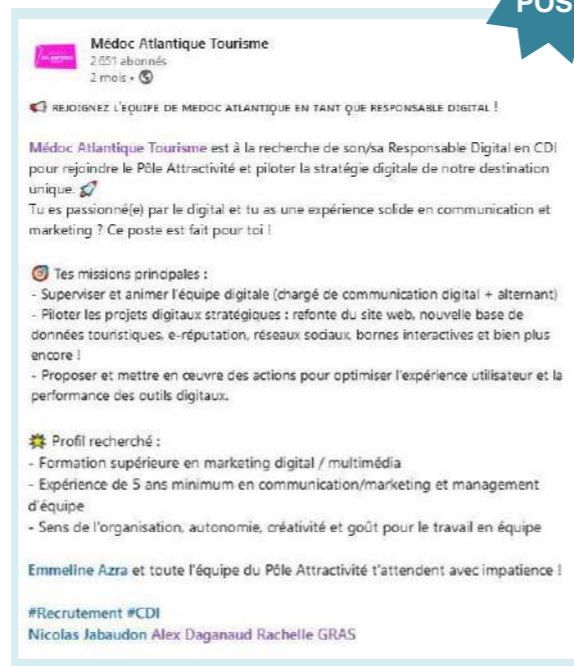 POS
Médoc Atlantique Tourisme
2 651 abonnés
2 mois •
REJOIGNEZ L'EQUIPE DE MEDOC ATLANTIQUE EN TANT QUE RESPONSABLE DIGITAL !
Médoc Atlantique Tourisme est à la recherche de son/sa Responsable Digital en CDI
pour rejoindre le Pôle Attractivité et piloter la stratégie digitale de notre destination
unique.
Tu es passionné(e) par le digital et tu as une expérience solide en communication et
marketing ? Ce poste est fait pour toi !
Tes missions principales :
- Superviser et animer l'équipe digitale (chargé de communication digital + alternant)
- Piloter les projets digitaux stratégiques : refonte du site web, nouvelle base de
données touristiques, e-réputation, réseaux sociaux, bornes interactives et bien plus
encore !
- Proposer et mettre en œuvre des actions pour optimiser l'expérience utilisateur et la
performance des outils digitaux.
Profil recherché :
- Formation supérieure en marketing digital / multimédia
- Expérience de 5 ans minimum en communication/marketing et management
d'équipe
- Sens de l'organisation, autonomie, créativité et goût pour le travail en équipe
Emmeline Azra et toute l'équipe du Pôle Attractivité t'attendent avec impatience !
#Recrutement #CDI
Nicolas Jabaudon Alex Daganaud Rachelle GRAS